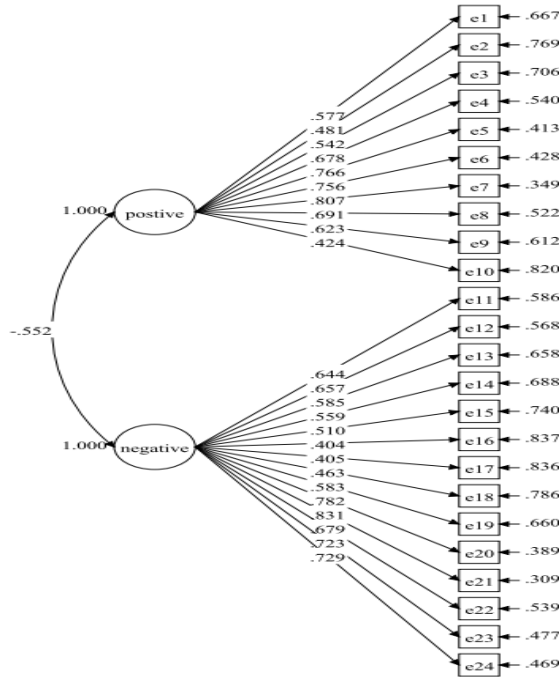 e1 .667
e2 .769
e3 .706
e4 .540
e5 .413
e6 .428
e7 .349
e8 .522
e9 .612
e10 .820
.577
.481
.542
.678
.766
.756
.807
.691
.623
.424
1.000 postive
-.552
1.000 negative
e11 .586
e12 .568
e13 .658
e14 .688
e15 .740
e16 .837
e17 .836
e18 .786
e19 .660
e20 .389
e21 .309
e22 .539
e23 .477
e24 .469
.644
.657
.585
.559
.510
.404
.405
.463
.583
.782
.831
.679
.723
.729